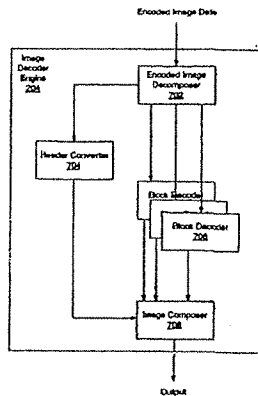 Encoded Image Data
Image
Decoder
Engine
204
Encoded Image
Decomposer
702
Header Converter
704
Block Decoder
Block Decoder
706
Image Composer
708
Output